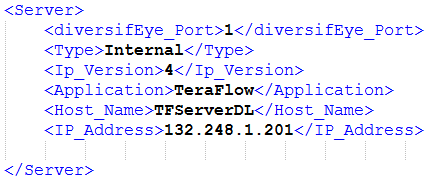 <Server>
<diversifEye_Port>1</diversifEye_Port>
<Type>Internal</Type>
<Ip_Version>4</Ip_Version>
<Application>TeraFlow</Application>
<Host_Name>TFServerDL</Host_Name>
<IP_Address>132.248.1.201</IP_Address>
</Server>